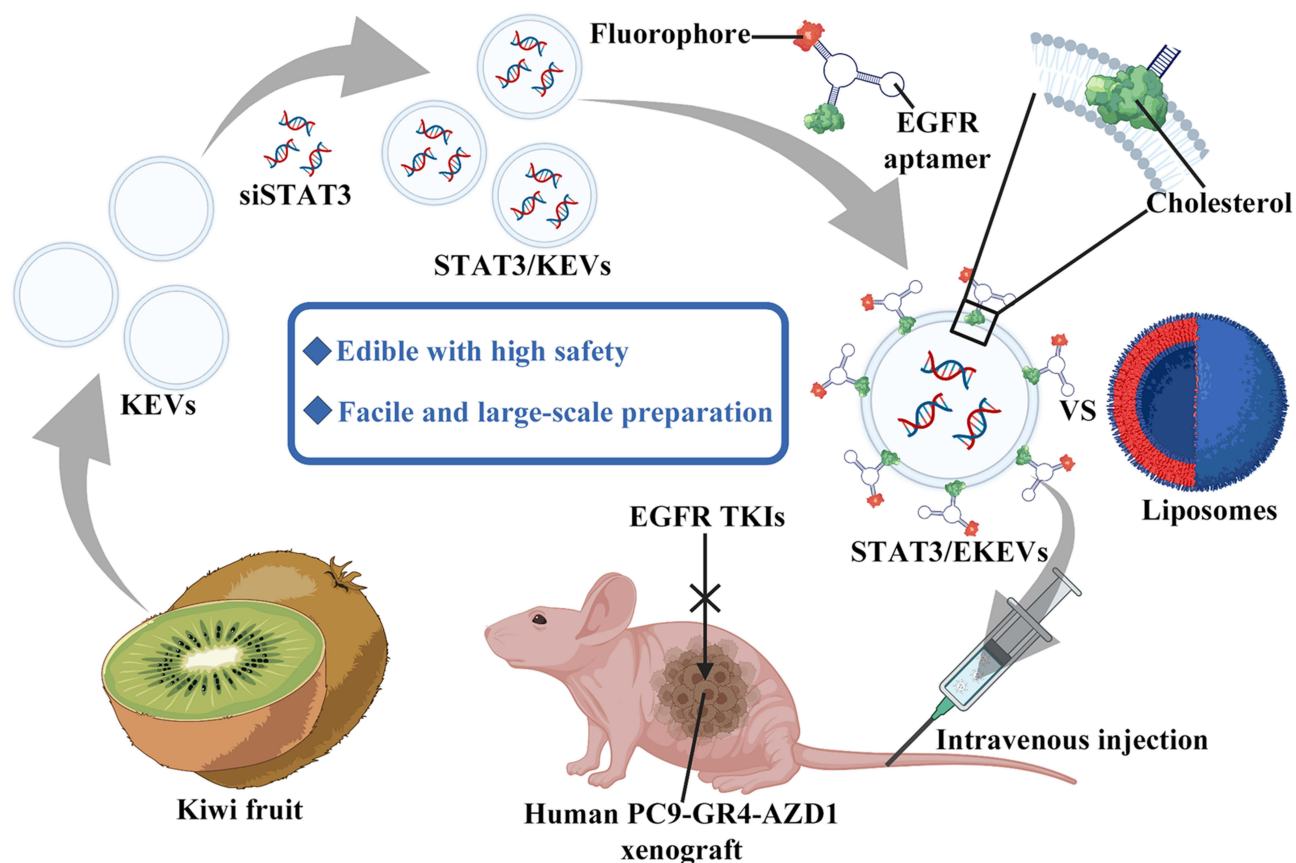 Fluorophore
EGFR
aptamer
siSTAT3
Cholesterol
STAT3/KEVs
Edible with high safety
KEVs
VS
Facile and large-scale preparation
Liposomes
EGFR TKIs
STAT3/EKEVs
Intravenous injection
Kiwi fruit
Human PC9-GR4-AZD1
xenograft